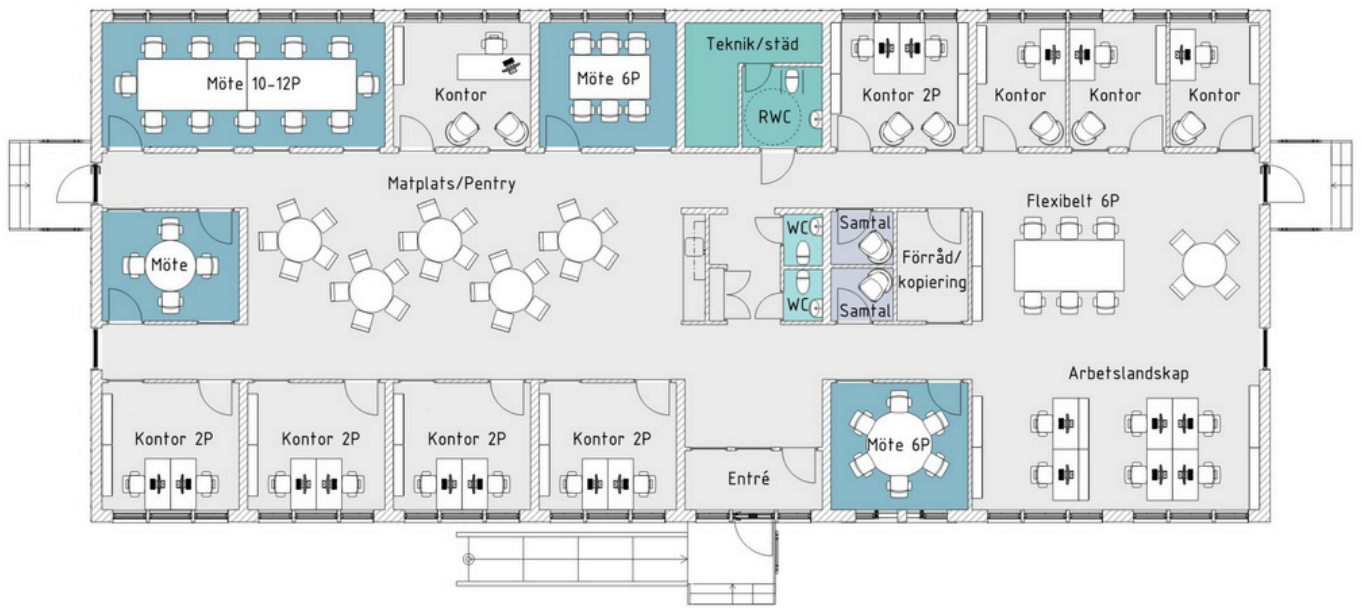 Möte 10-12P
Kontor
Möte 6P
Teknik/städ
RWC
Kontor 2P
Kontor
Kontor
Kontor
Matplats/Pentry
Flexibelt 6P
Möte
WC
Samtal
Förråd/
kopiering
WC
Samtal
Arbetslandskap
Kontor 2P
Kontor 2P
Kontor 2P
Kontor 2P
Entré
Möte 6P